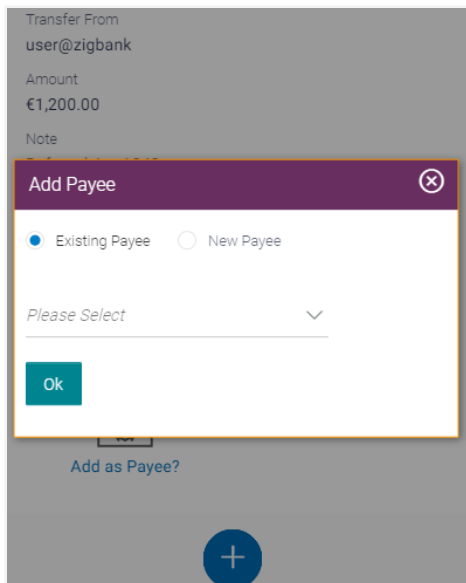 Transfer From
user@zigbank
Amount
€1,200.00
Note
Add Payee
Existing Payee New Payee
Please Select
Ok
Add as Payee?